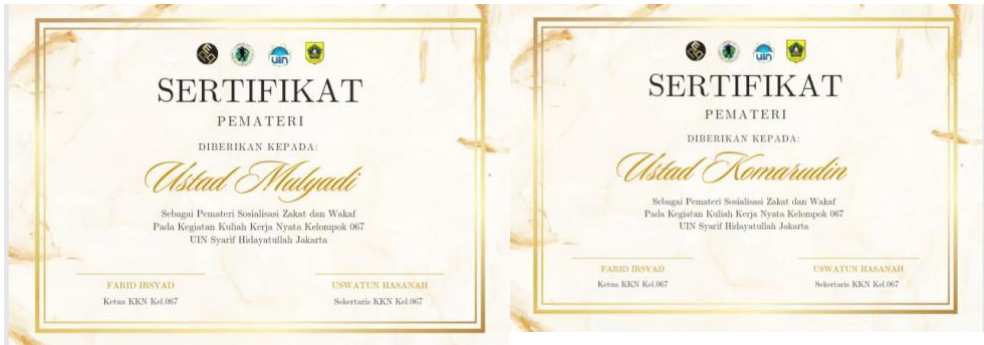 uin
SERTIFIKAT
PEMATERI
DIBERIKAN KEPADA:
Ustad Mulyadi
Sebagai Pemateri Sosialisasi Zakat dan Wakaf
Pada Kegiatan Kuliah Kerja Nyata Kelompok 067
UIN Syarif Hidayatullah Jakarta
FARID IRSYAD
Ketua KKN Kel.067
USWATUN HASANAH
Sekertaris KKN Kel.067
uin
SERTIFIKAT
PEMATERI
DIBERIKAN KEPADA:
Ustad Komarudin
Sebagai Pemateri Sosialisasi Zakat dan Wakaf
Pada Kegiatan Kuliah Kerja Nyata Kelompok 067
UIN Syarif Hidayatullah Jakarta
FARID IRSYAD
Ketua KKN Kel.067
USWATUN HASANAH
Sekertaris KKN Kel.067